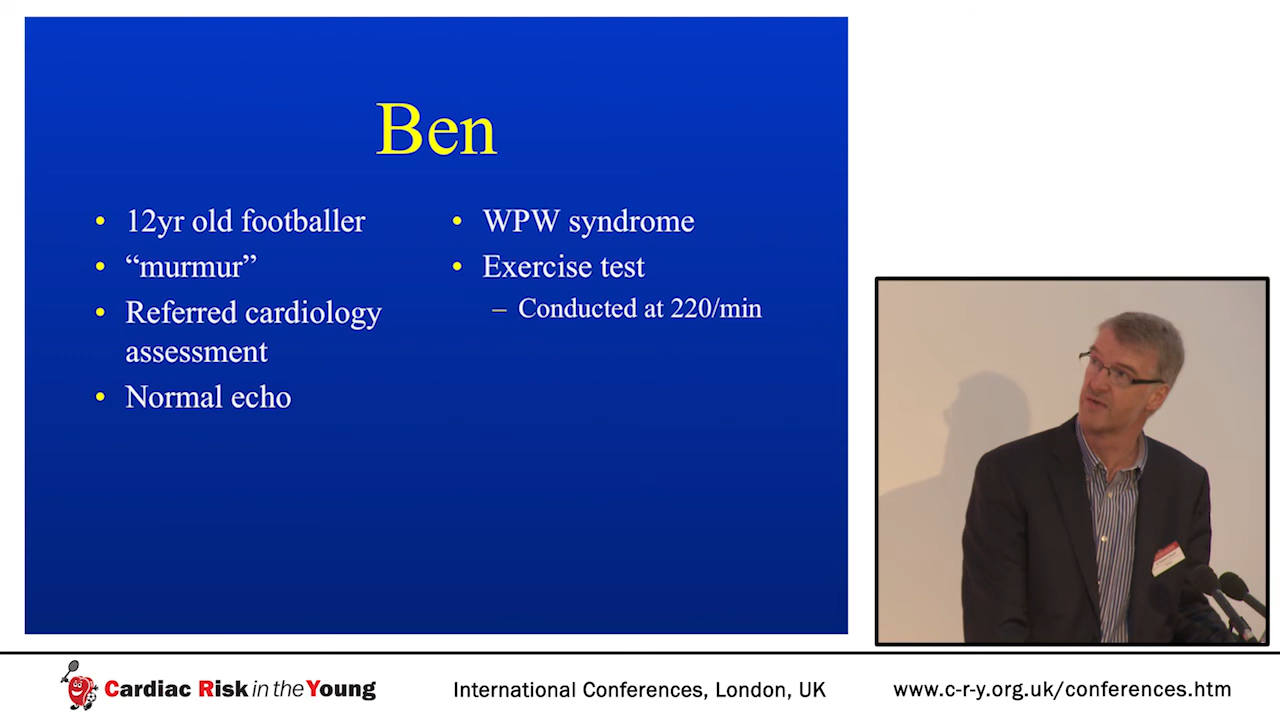 Ben
• 12yr old footballer
• “murmur”
• Referred cardiology
assessment
• Normal echo
• WPW syndrome
• Exercise test
– Conducted at 220/min
Cardiac Risk in the Young
International Conferences, London, UK
www.c-r-y.org.uk/conferences.htm